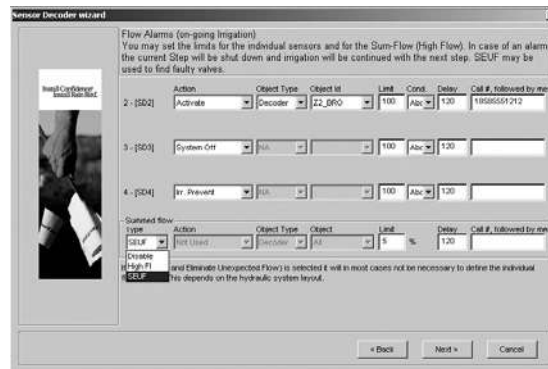 Sensor Decoder wizard
Flow Alarms (on-going Irrigation)
You may set the limits for the individual sensors and for the Sum-Flow (High Flow). In case of an alarm
the current Step will be shut down and irrigation will be continued with the next step. SEUF may be
used to find faulty valves.
Install Confidence.
Install Rain Bird.
Action Object Type Object Id Limit Cond. Delay Call #, followed by me
2 - [SD2] Activate Decoder Z2_BRO 100 Abc 120 18585551212
3 - [SD3] System Off NA 100 Abc 120
4 - [SD4] Irr. Prevent NA 100 Abc 120
Summed flow
Type Action Object Type Object Limit Delay Call #, followed by me
SEUF Not Used Decoder All 5 % 120
Disable
High Fl
SEUF
and Eliminate Unexpected Flow) is selected it will in most cases not be necessary to define the individual
his depends on the hydraulic system layout.
< Back Next > Cancel